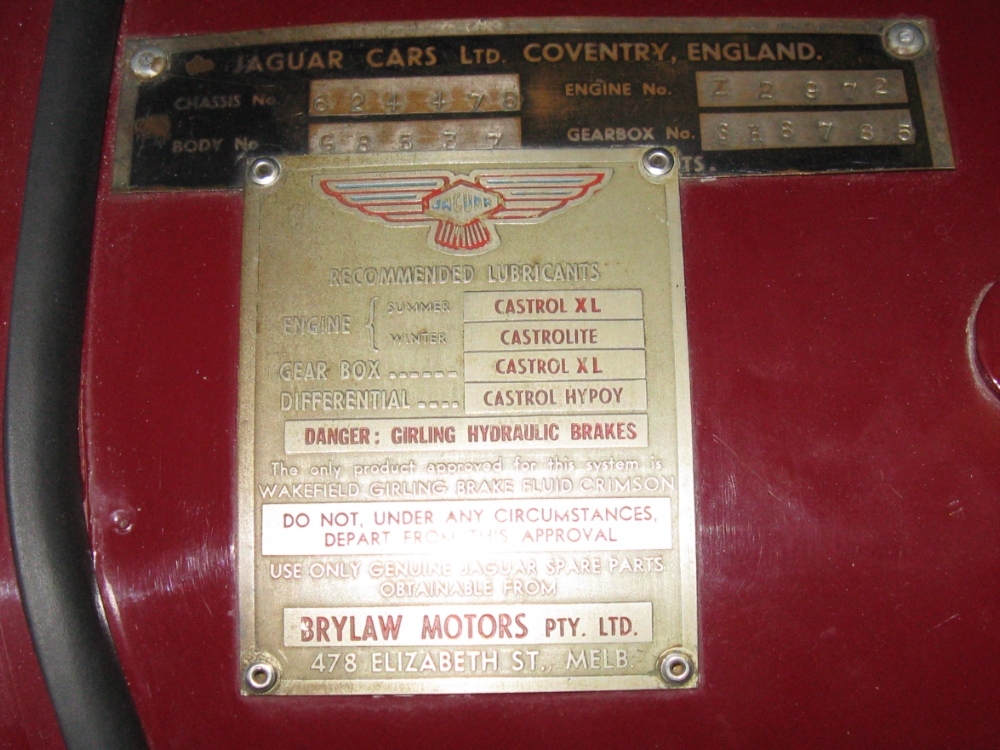 JAGUAR CARS LTD. COVENTRY, ENGLAND.
CHASSIS No. 624478 ENGINE No. Z2972
BODY No. G8537 GEARBOX No. SH8785
TS.
JAGUAR
RECOMMENDED LUBRICANTS
ENGINE { SUMMER CASTROL XL
WINTER CASTROLITE
GEAR BOX ...... CASTROL XL
DIFFERENTIAL .... CASTROL HYPOY
DANGER: GIRLING HYDRAULIC BRAKES
The only product approved for this system is
WAKEFIELD GIRLING BRAKE FLUID CRIMSON
DO NOT, UNDER ANY CIRCUMSTANCES,
DEPART FROM THIS APPROVAL
USE ONLY GENUINE JAGUAR SPARE PARTS
OBTAINABLE FROM
BRYLAW MOTORS PTY. LTD.
478 ELIZABETH ST., MELB.